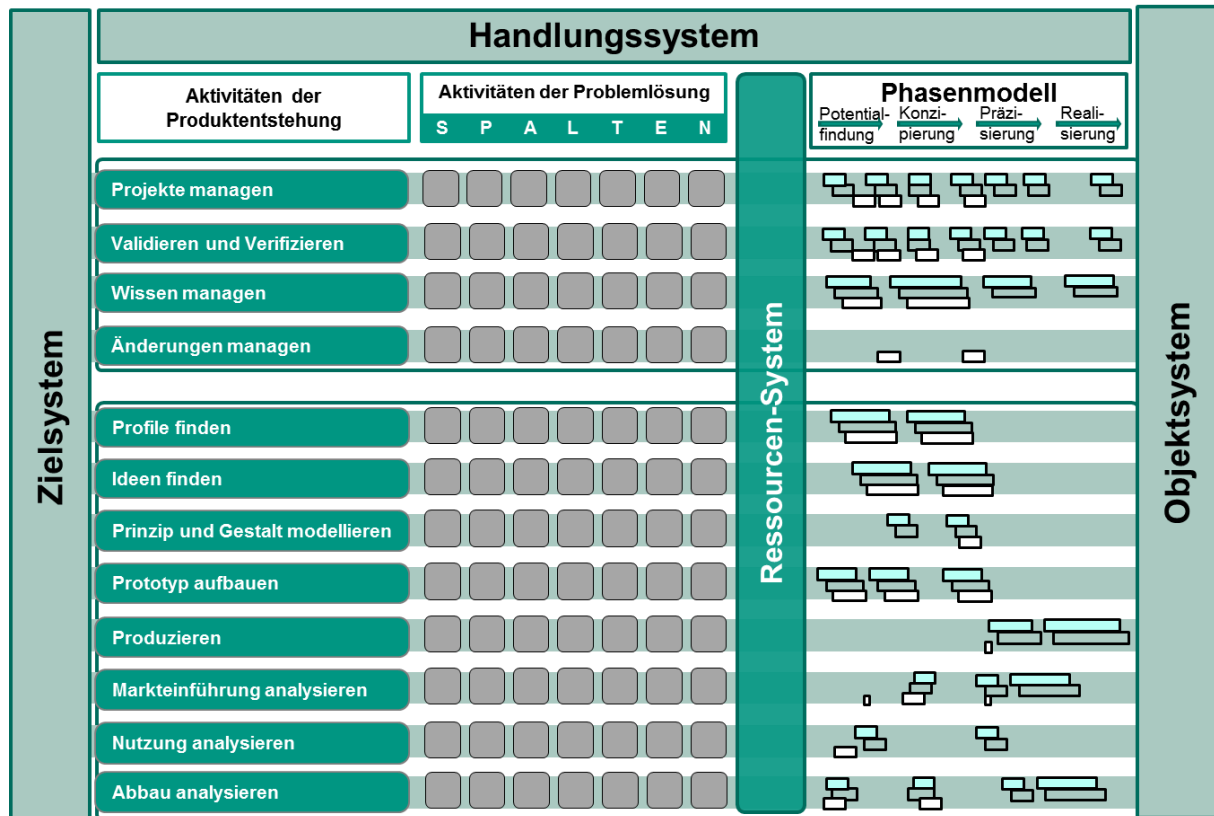 Handlungssystem
Zielsystem
Aktivitäten der
Produktentstehung
Aktivitäten der Problemlösung
S P A L T E N
Ressourcen-System
Phasenmodell
Potential-
findung
Konzi-
pierung
Präzi-
sierung
Reali-
sierung
Objektsystem
Projekte managen
Validieren und Verifizieren
Wissen managen
Änderungen managen
Profile finden
Ideen finden
Prinzip und Gestalt modellieren
Prototyp aufbauen
Produzieren
Markteinführung analysieren
Nutzung analysieren
Abbau analysieren